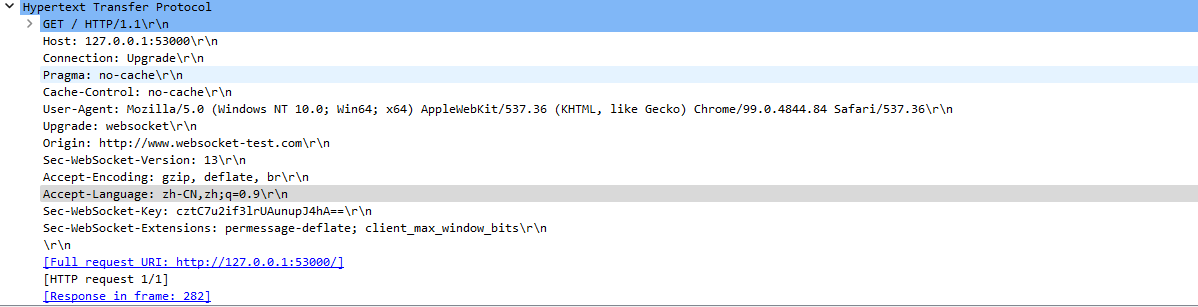 Hypertext Transfer Protocol
GET / HTTP/1.1\r\n
Host: 127.0.0.1:53000\r\n
Connection: Upgrade\r\n
Pragma: no-cache\r\n
Cache-Control: no-cache\r\n
User-Agent: Mozilla/5.0 (Windows NT 10.0; Win64; x64) AppleWebKit/537.36 (KHTML, like Gecko) Chrome/99.0.4844.84 Safari/537.36\r\n
Upgrade: websocket\r\n
Origin: http://www.websocket-test.com\r\n
Sec-WebSocket-Version: 13\r\n
Accept-Encoding: gzip, deflate, br\r\n
Accept-Language: zh-CN,zh;q=0.9\r\n
Sec-WebSocket-Key: cztC7u2if3lrUAunupJ4hA==\r\n
Sec-WebSocket-Extensions: permessage-deflate; client_max_window_bits\r\n
\r\n
[Full request URI: http://127.0.0.1:53000/]
[HTTP request 1/1]
[Response in frame: 282]